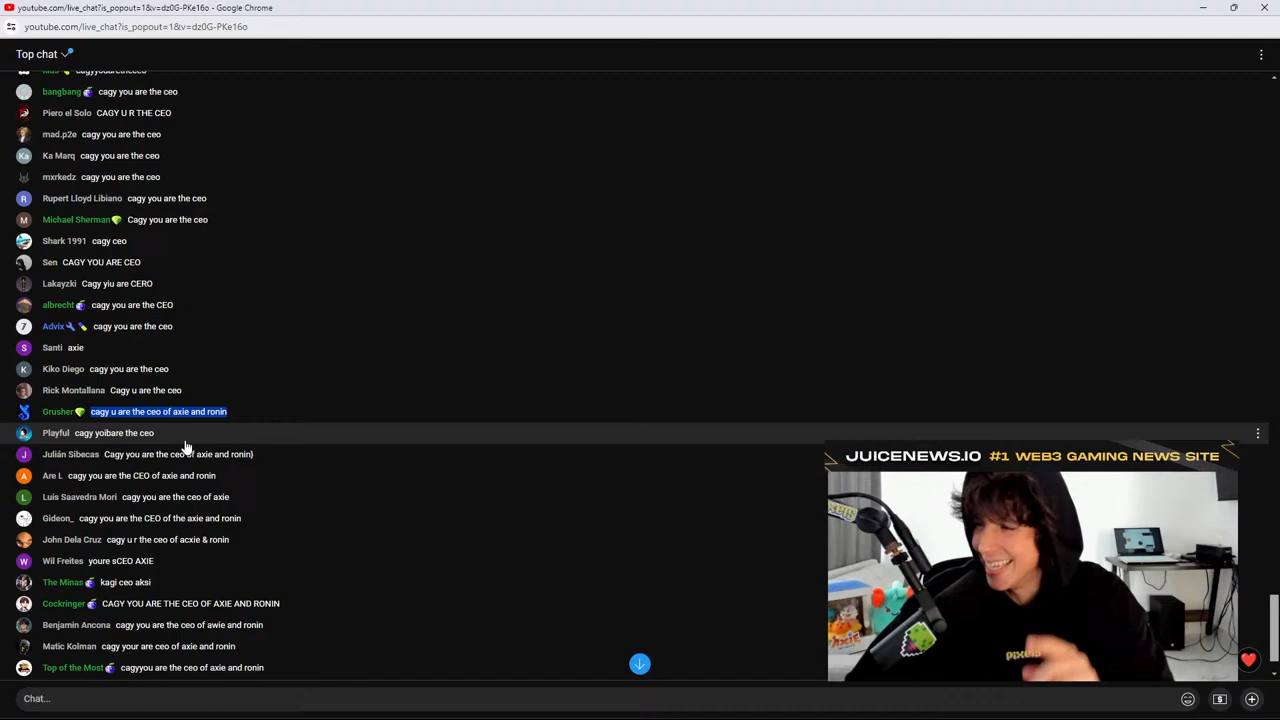 youtube.com/live_chat?is_popout=1&v=dz0G-PKe16o - Google Chrome
youtube.com/live_chat?is_popout=1&v=dz0G-PKe16o
Top chat
bangbang cagy you are the ceo
Piero el Solo CAGY U R THE CEO
mad.p2e cagy you are the ceo
Ka Ka Marq cagy you are the ceo
mxrkedz cagy you are the ceo
R Rupert Lloyd Libiano cagy you are the ceo
M Michael Sherman Cagy you are the ceo
Shark 1991 cagy ceo
Sen CAGY YOU ARE CEO
Lakayzki Cagy yiu are CERO
albrecht cagy you are the CEO
7 Advix cagy you are the ceo
S Santi axie
K Kiko Diego cagy you are the ceo
Rick Montallana Cagy u are the ceo
Grusher cagy u are the ceo of axie and ronin
Playful cagy yoibare the ceo
J Julián Sibecas Cagy you are the ceo of axie and ronin}
A Are L cagy you are the CEO of axie and ronin
L Luis Saavedra Mori cagy you are the ceo of axie
Gideon_ cagy you are the CEO of the axie and ronin
John Dela Cruz cagy u r the ceo of acxie & ronin
W Wil Freites youre sCEO AXIE
The Minas kagi ceo aksi
Cockringer CAGY YOU ARE THE CEO OF AXIE AND RONIN
Benjamin Ancona cagy you are the ceo of awie and ronin
Matic Kolman cagy your are ceo of axie and ronin
Top of the Most cagyyou are the ceo of axie and ronin
Chat...
JUICENEWS.IO #1 WEB3 GAMING NEWS SITE
pixels